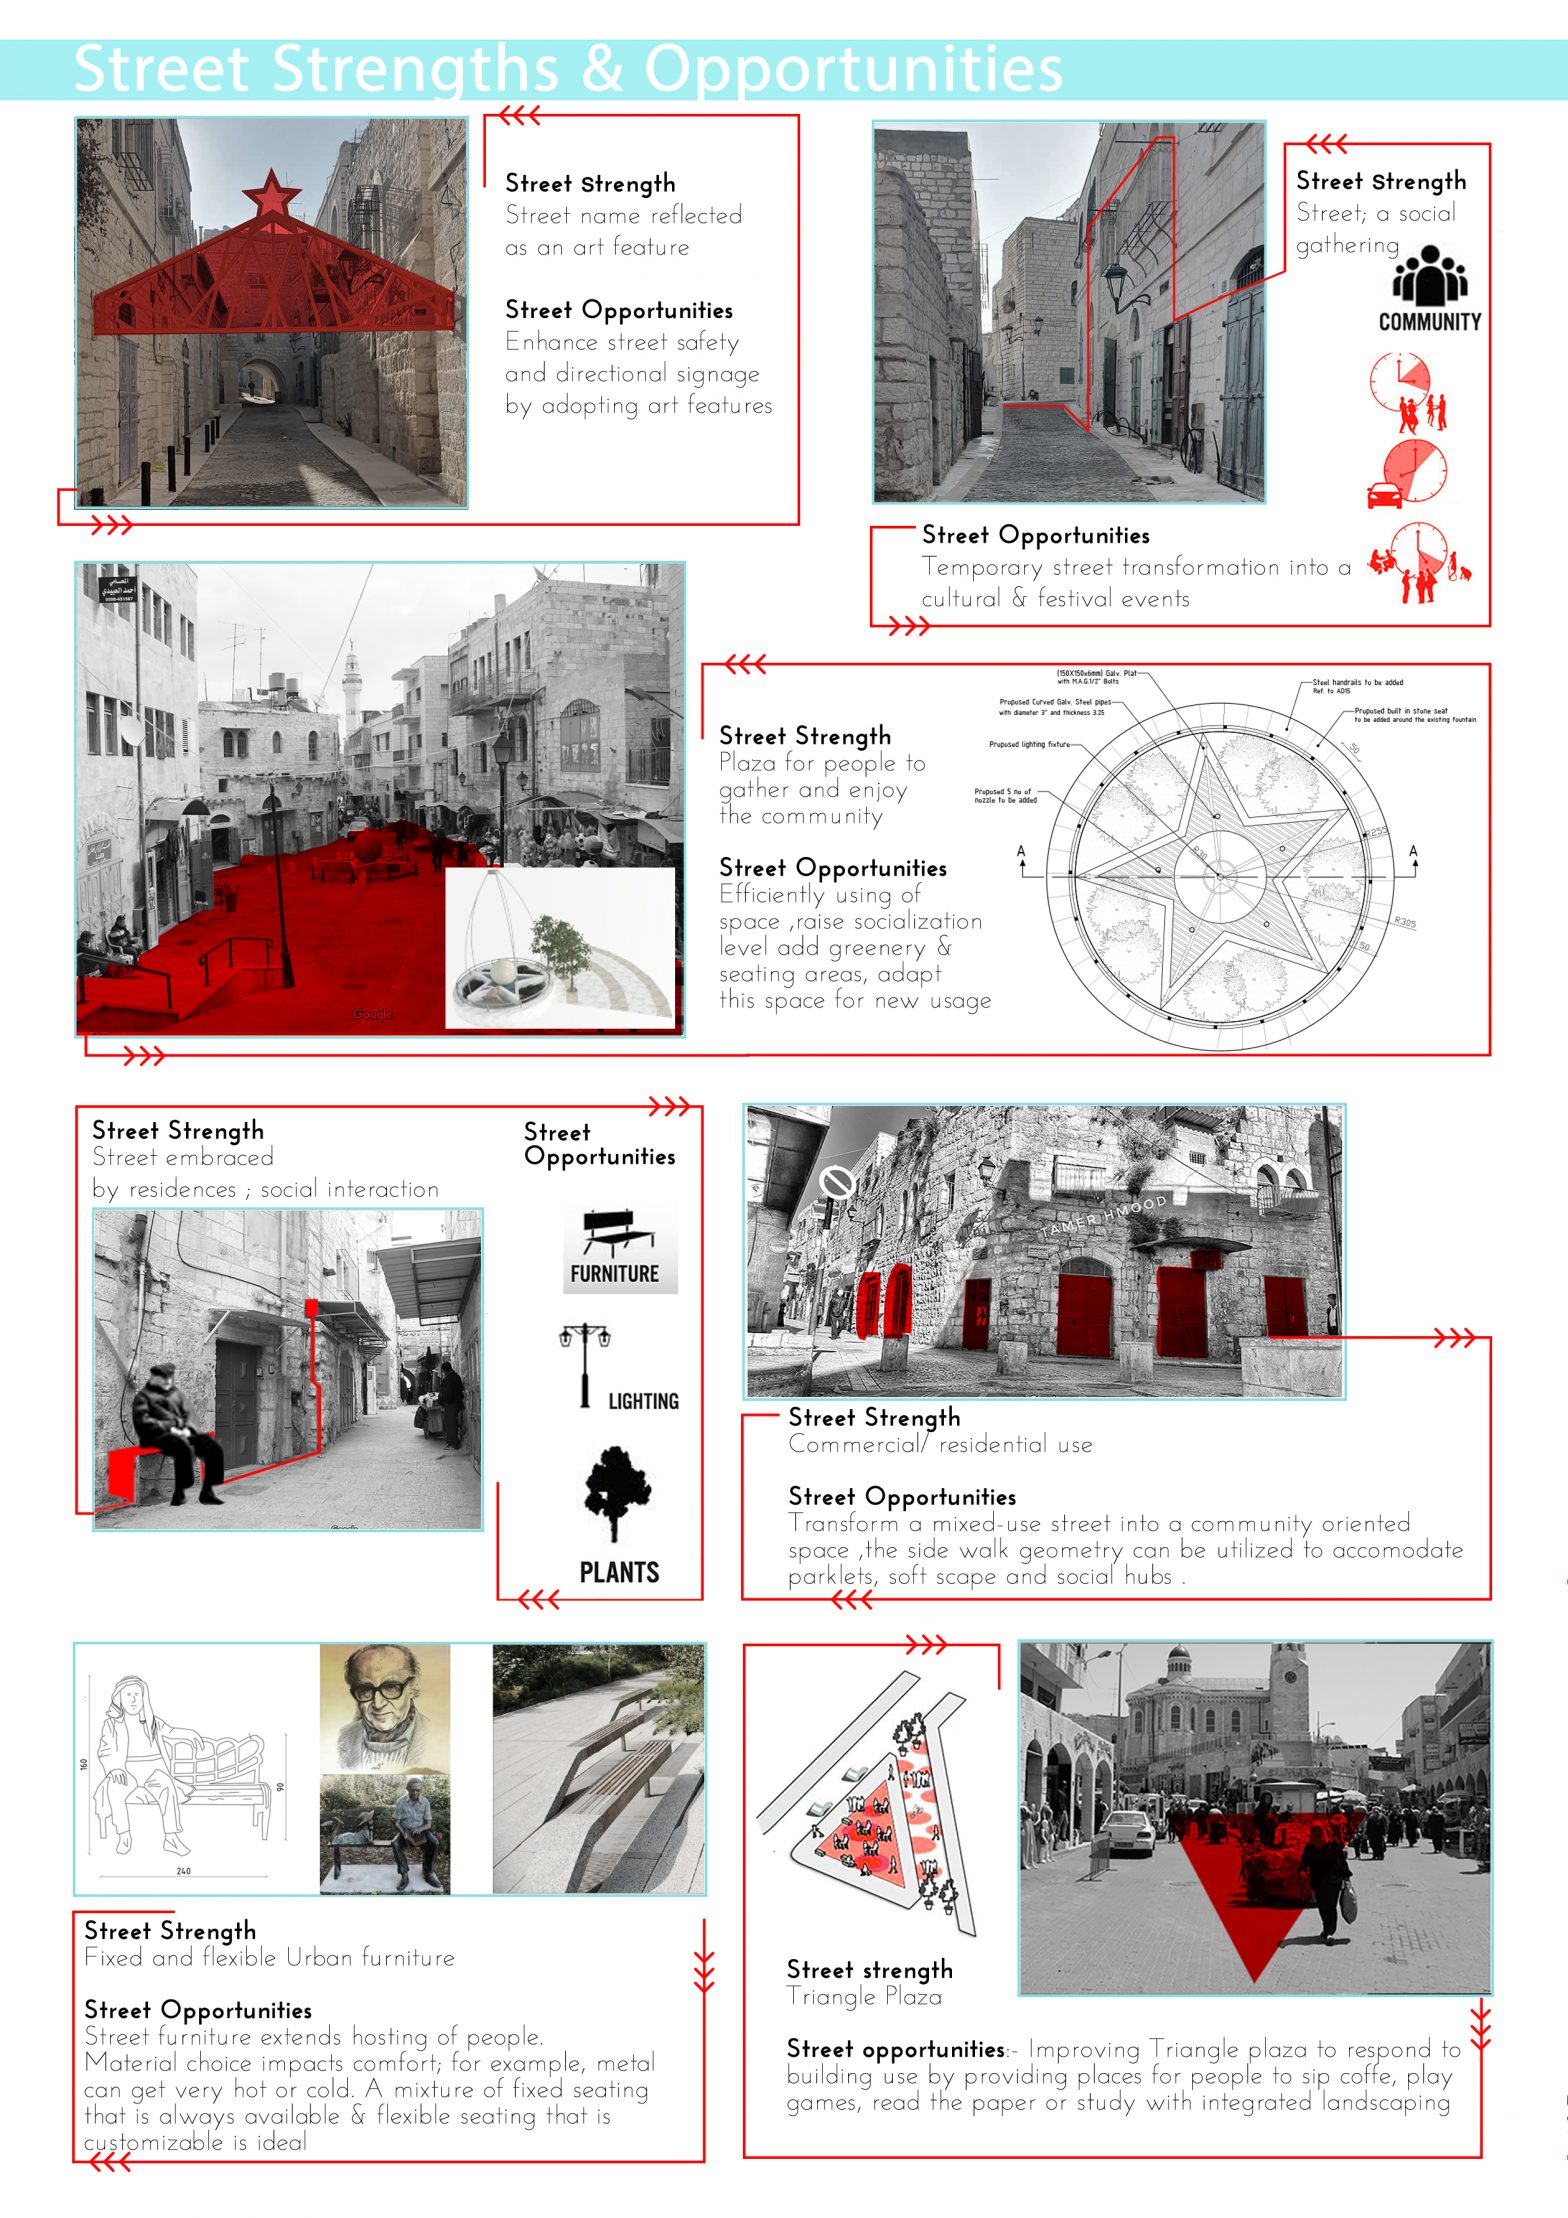 Street Strengths & Opportunities
Street Strength
Street name reflected
as an art feature
Street Opportunities
Enhance street safety
and directional signage
by adopting art features
Street Strength
Street; a social
gathering
COMMUNITY
Street Opportunities
Temporary street transformation into a
cultural & festival events
المحامي
أحمد العبيدي
Google
Street Strength
Plaza for people to
gather and enjoy
the community
Street Opportunities
Efficiently using of
space ,raise socialization
level add greenery &
seating areas, adapt
this space for new usage
(150X150x6mm) Galv. Plat
with M.A.G.1/2" Bolts
Proposed Curved Galv. Steel pipes
with diameter 3" and thickness 3.25
Proposed lighting fixture
Proposed 5 no of
nozzle to be added
Steel handrails to be added
Ref. to AD15
Proposed built in stone seat
to be added around the existing fountain
50
R255
R30
A
A
R305
50
Street Strength
Street embraced
by residences ; social interaction
Street
Opportunities
FURNITURE
LIGHTING
PLANTS
TAMER HMOOD
Street Strength
Commercial/ residential use
Street Opportunities
Transform a mixed-use street into a community oriented
space ,the side walk geometry can be utilized to accomodate
parklets, soft scape and social hubs .
160
90
240
Street Strength
Fixed and flexible Urban furniture
Street Opportunities
Street furniture extends hosting of people.
Material choice impacts comfort; for example, metal
can get very hot or cold. A mixture of fixed seating
that is always available & flexible seating that is
customizable is ideal
Street strength
Triangle Plaza
Street opportunities:- Improving Triangle plaza to respond to
building use by providing places for people to sip coffe, play
games, read the paper or study with integrated landscaping